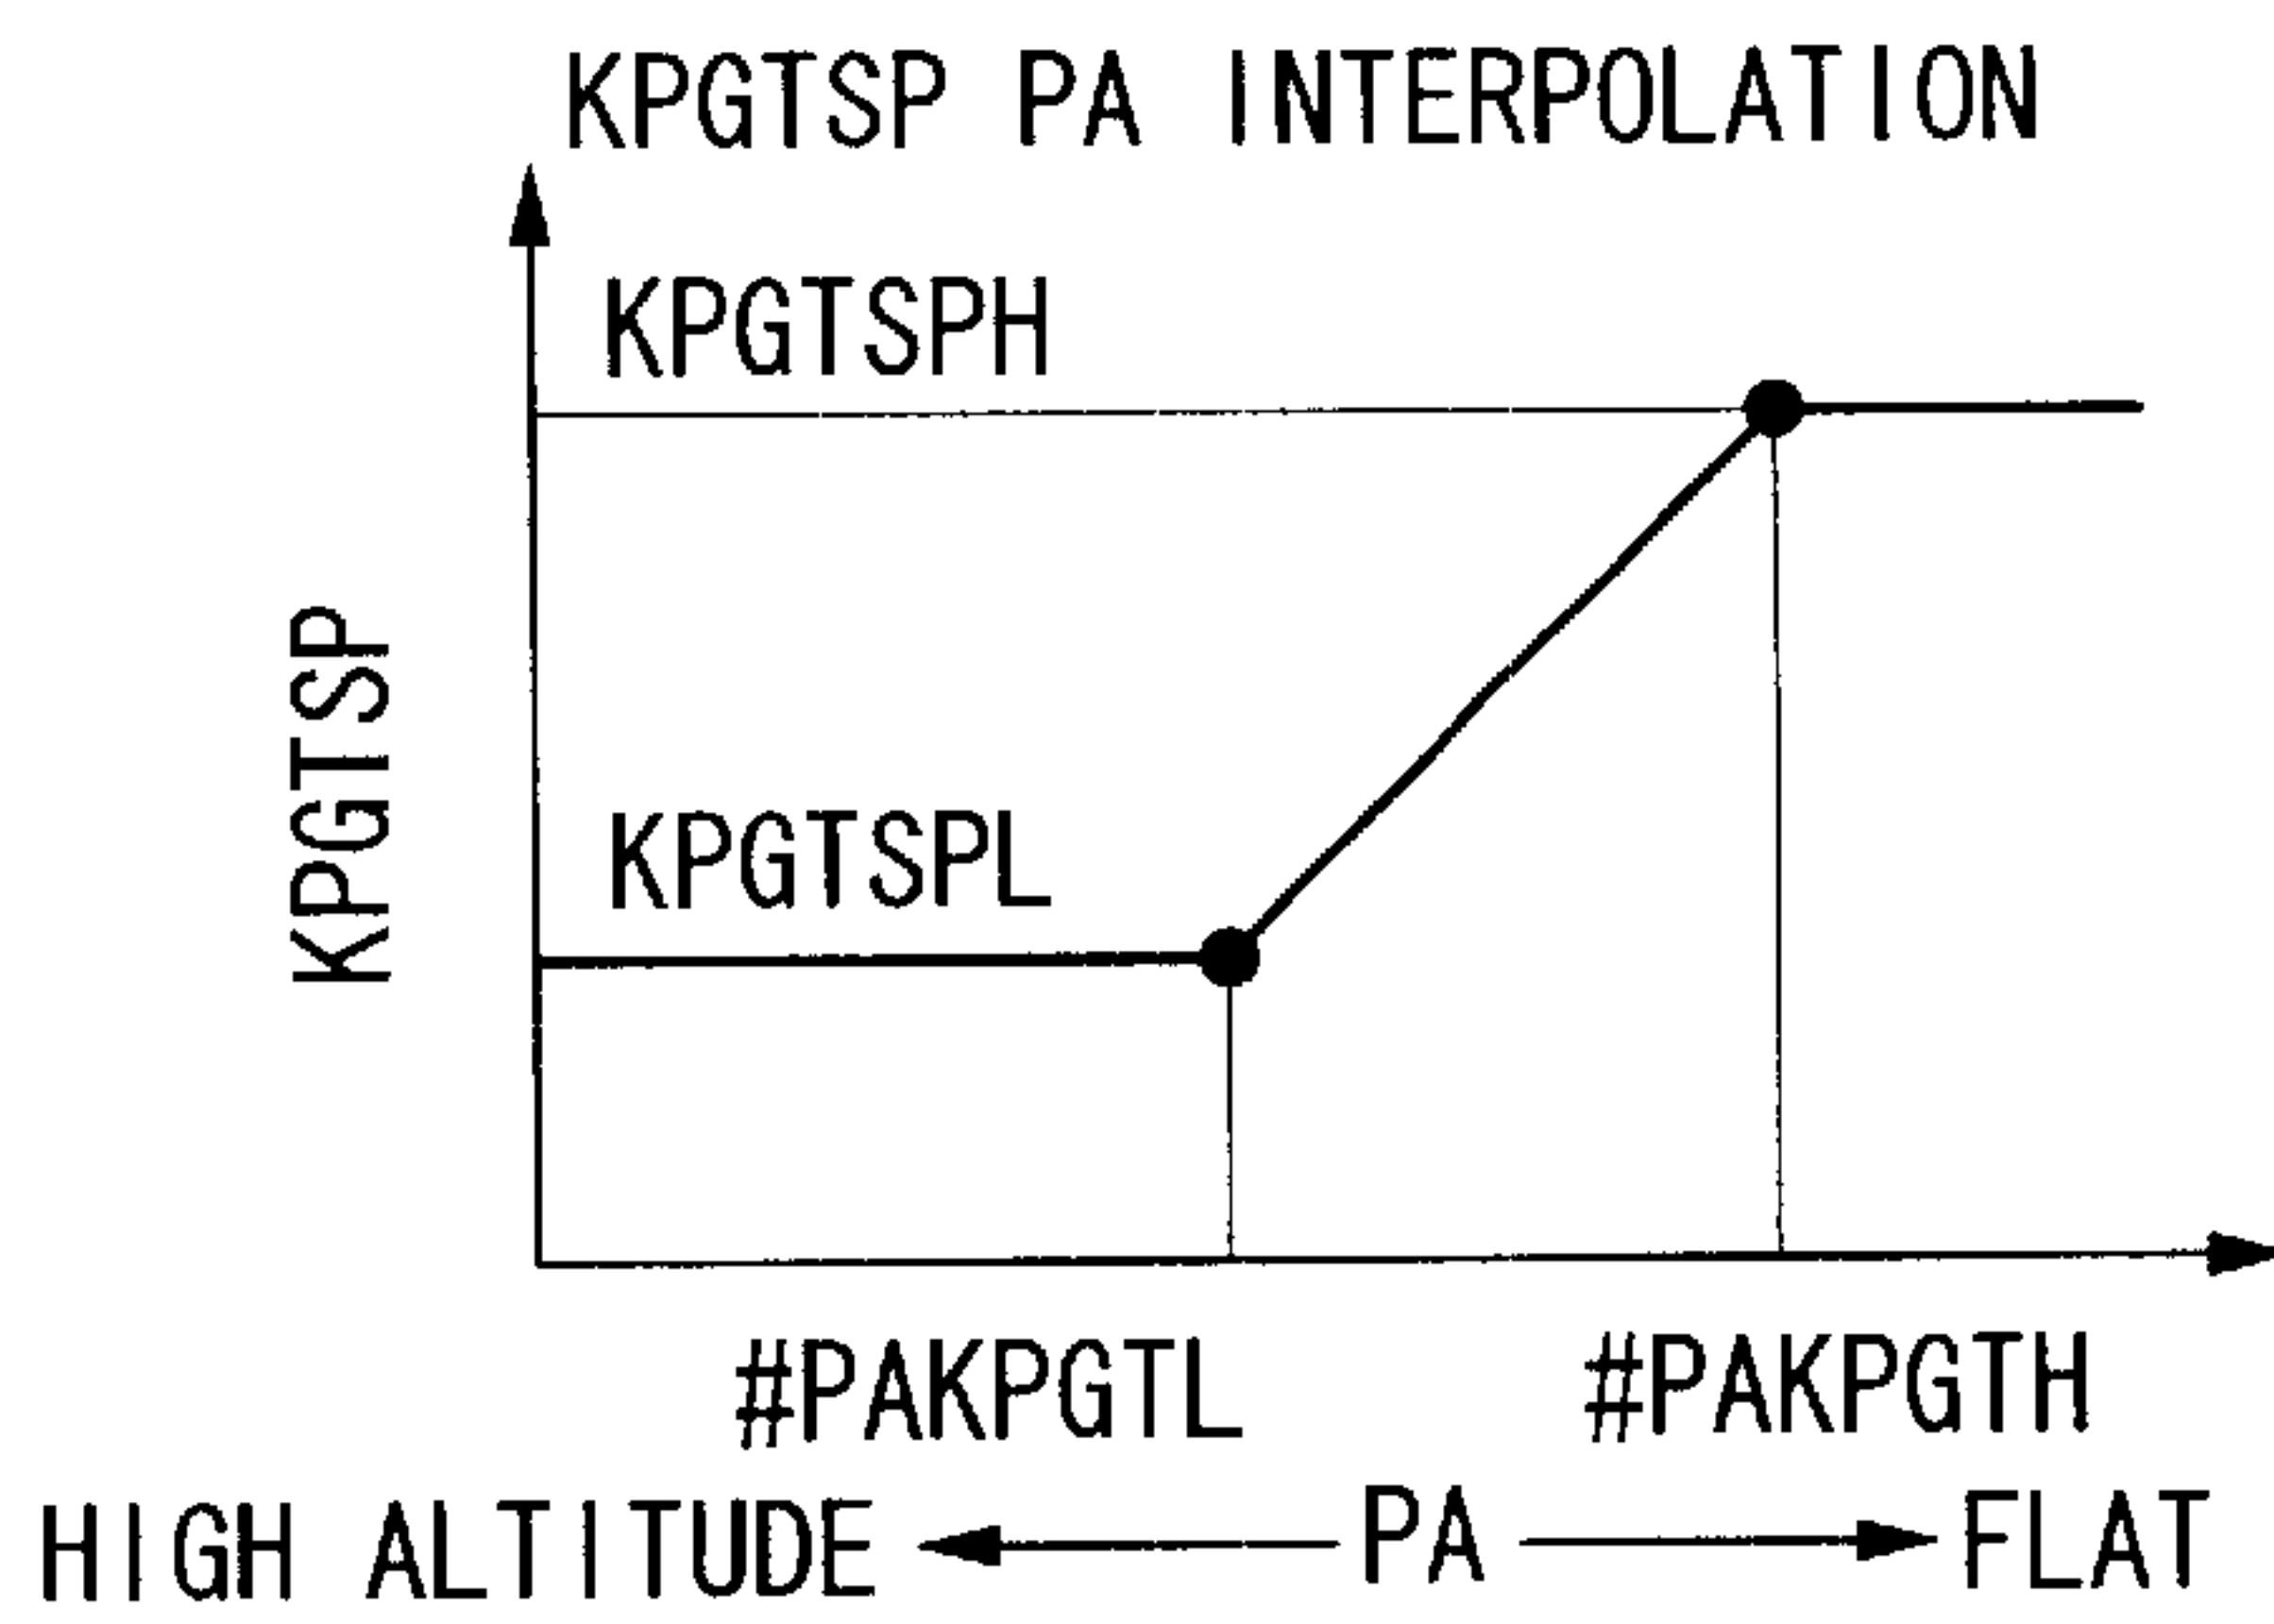 KPGTSP PA INTERPOLATION
KPGTSPH
KPGTSP
KPGTSPL
#PAKPGTL #PAKPGTH
HIGH ALTITUDE PA FLAT